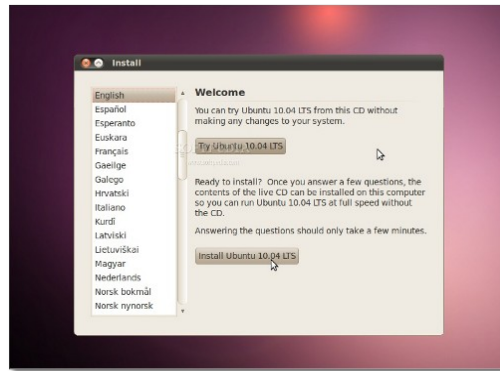 Install
English
Español
Esperanto
Euskara
Français
Gaeilge
Galego
Hrvatski
Italiano
Kurdî
Latviski
Lietuviškai
Magyar
Nederlands
Norsk bokmål
Norsk nynorsk
Welcome
You can try Ubuntu 10.04 LTS from this CD without
making any changes to your system.
Try Ubuntu 10.04 LTS
Ready to install? Once you answer a few questions, the
contents of the live CD can be installed on this computer
so you can run Ubuntu 10.04 LTS at full speed without
the CD.
Answering the questions should only take a few minutes.
Install Ubuntu 10.04 LTS